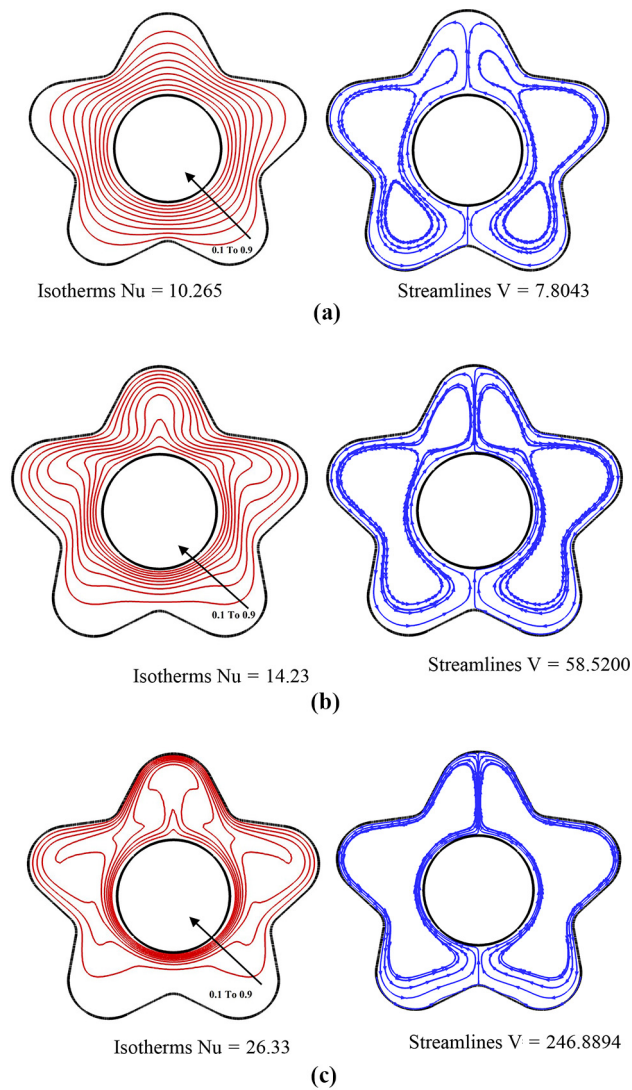 0.1 To 0.9
Isotherms Nu = 10.265
Streamlines V = 7.8043
(a)
0.1 To 0.9
Isotherms Nu = 14.23
Streamlines V = 58.5200
(b)
0.1 To 0.9
Isotherms Nu = 26.33
Streamlines V = 246.8894
(c)